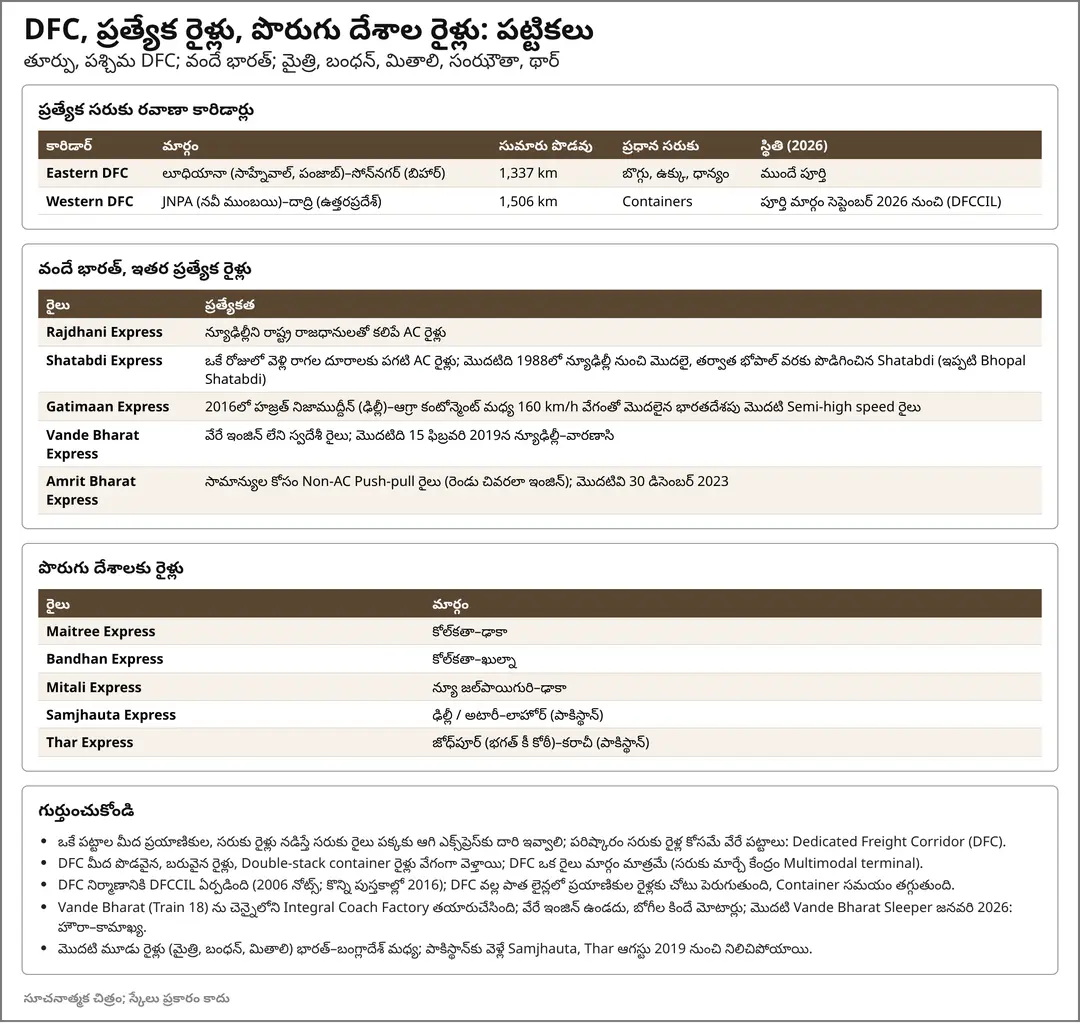 DFC, ప్రత్యేక రైళ్లు, పొరుగు దేశాల రైళ్లు: పట్టికలు
తూర్పు, పశ్చిమ DFC; వందే భారత్; మైత్రి, బంధన్, మితాలి, సంఝౌతా, థార్
ప్రత్యేక సరుకు రవాణా కారిడార్లు
కారిడార్ మార్గం సుమారు పొడవు ప్రధాన సరుకు స్థితి (2026)
Eastern DFC లూధియానా (సాహ్నేవాల్, పంజాబ్)–సోన్‌నగర్ (బిహార్) 1,337 km బొగ్గు, ఉక్కు, ధాన్యం ముందే పూర్తి
Western DFC JNPA (నవీ ముంబయి)–దాద్రి (ఉత్తరప్రదేశ్) 1,506 km Containers పూర్తి మార్గం సెప్టెంబర్ 2026 నుంచి (DFCCIL)
వందే భారత్, ఇతర ప్రత్యేక రైళ్లు
రైలు ప్రత్యేకత
Rajdhani Express న్యూఢిల్లీని రాష్ట్ర రాజధానులతో కలిపే AC రైళ్లు
Shatabdi Express ఒకే రోజులో వెళ్లి రాగల దూరాలకు పగటి AC రైళ్లు; మొదటిది 1988లో న్యూఢిల్లీ నుంచి మొదలై, తర్వాత భోపాల్ వరకు పొడిగించిన Shatabdi (ఇప్పటి Bhopal
Shatabdi)
Gatimaan Express 2016లో హజ్రత్ నిజాముద్దీన్ (ఢిల్లీ)–ఆగ్రా కంటోన్మెంట్ మధ్య 160 km/h వేగంతో మొదలైన భారతదేశపు మొదటి Semi-high speed రైలు
Vande Bharat వేరే ఇంజిన్ లేని స్వదేశీ రైలు; మొదటిది 15 ఫిబ్రవరి 2019న న్యూఢిల్లీ–వారణాసి
Express
Amrit Bharat సామాన్యుల కోసం Non-AC Push-pull రైలు (రెండు చివరలా ఇంజిన్); మొదటివి 30 డిసెంబర్ 2023
Express
పొరుగు దేశాలకు రైళ్లు
రైలు మార్గం
Maitree Express కోల్‌కతా–ఢాకా
Bandhan Express కోల్‌కతా–ఖుల్నా
Mitali Express న్యూ జల్‌పాయిగురి–ఢాకా
Samjhauta Express ఢిల్లీ / అటారీ–లాహోర్ (పాకిస్థాన్)
Thar Express జోధ్‌పూర్ (భగత్ కీ కోఠీ)–కరాచీ (పాకిస్థాన్)
గుర్తుంచుకోండి
• ఒకే పట్టాల మీద ప్రయాణికుల, సరుకు రైళ్లు నడిస్తే సరుకు రైలు పక్కకు ఆగి ఎక్స్‌ప్రెస్‌కు దారి ఇవ్వాలి; పరిష్కారం సరుకు రైళ్ల కోసమే వేరే పట్టాలు: Dedicated Freight Corridor (DFC).
• DFC మీద పొడవైన, బరువైన రైళ్లు, Double-stack container రైళ్లు వేగంగా వెళ్తాయి; DFC ఒక రైలు మార్గం మాత్రమే (సరుకు మార్చే కేంద్రం Multimodal terminal).
• DFC నిర్మాణానికి DFCCIL ఏర్పడింది (2006 నోట్స్; కొన్ని పుస్తకాల్లో 2016); DFC వల్ల పాత లైన్లలో ప్రయాణికుల రైళ్లకు చోటు పెరుగుతుంది, Container సమయం తగ్గుతుంది.
• Vande Bharat (Train 18) ను చెన్నైలోని Integral Coach Factory తయారుచేసింది; వేరే ఇంజిన్ ఉండదు, బోగీల కిందే మోటార్లు; మొదటి Vande Bharat Sleeper జనవరి 2026:
హౌరా–కామాఖ్య.
• మొదటి మూడు రైళ్లు (మైత్రి, బంధన్, మితాలి) భారత్–బంగ్లాదేశ్ మధ్య; పాకిస్థాన్‌కు వెళ్లే Samjhauta, Thar ఆగస్టు 2019 నుంచి నిలిచిపోయాయి.
సూచనాత్మక చిత్రం; స్కేలు ప్రకారం కాదు